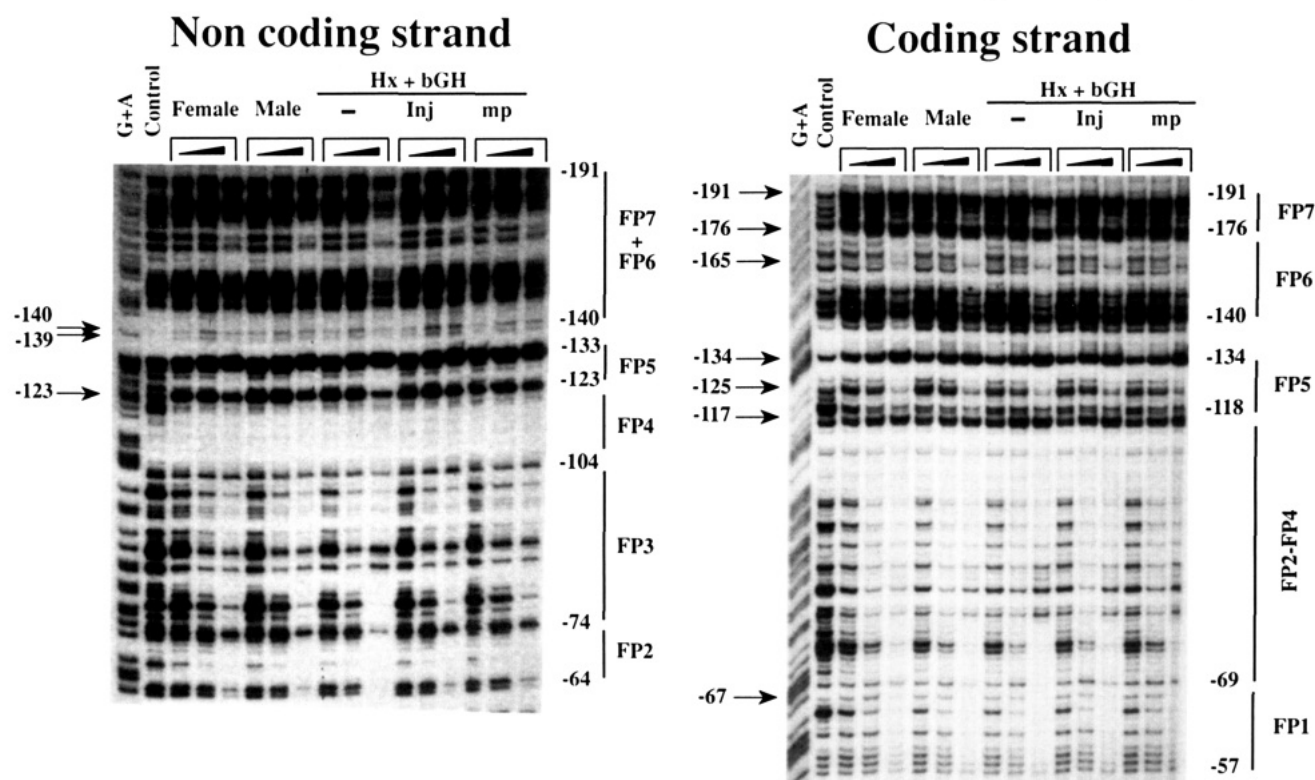 Non coding strand
G+A
Control
Female
Male
Hx + bGH
–
Inj
mp
-191
FP7
+
FP6
-140
-139
-140
-133
FP5
-123
-123
FP4
-104
FP3
-74
FP2
-64
Coding strand
G+A
Control
Female
Male
Hx + bGH
–
Inj
mp
-191
-191
FP7
-176
-176
-165
FP6
-140
-134
-134
-125
FP5
-118
-117
FP2-FP4
-69
-67
FP1
-57